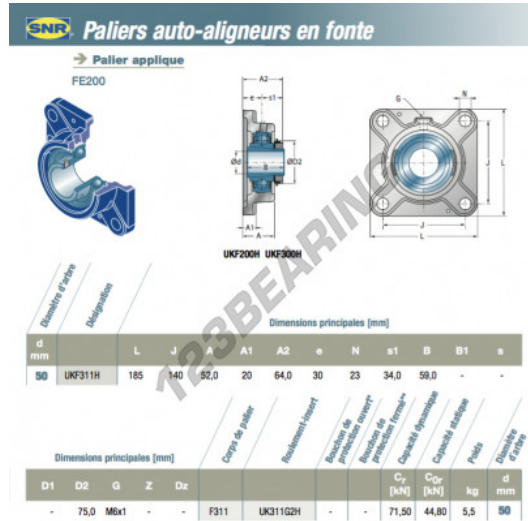 SNR Paliers auto-aligneurs en fonte
Palier applique
FE200
A2
e s1
N
G
Ød
B
ØD2
J
L
A1
A
J
L
UKF200H UKF300H
123BEARING
Diamètre d'arbre
Désignation
Dimensions principales [mm]
d mm L J A1 A2 e N s1 B B1 s
50 UKF311H 185 140 52,0 20 64,0 30 23 34,0 59,0 - - 
Corps de palier
Roulement-insert
Bouchon de protection ouvert*
Bouchon de protection fermé**
Capacité dynamique
Capacité statique
Poids
Diamètre d'arbre
Dimensions principales [mm]
D1 D2 G Z Dz Cr [kN] C0r [kN] kg d mm
- 75,0 M6x1 - - F311 UK311G2H - - 71,50 44,80 5,5 50